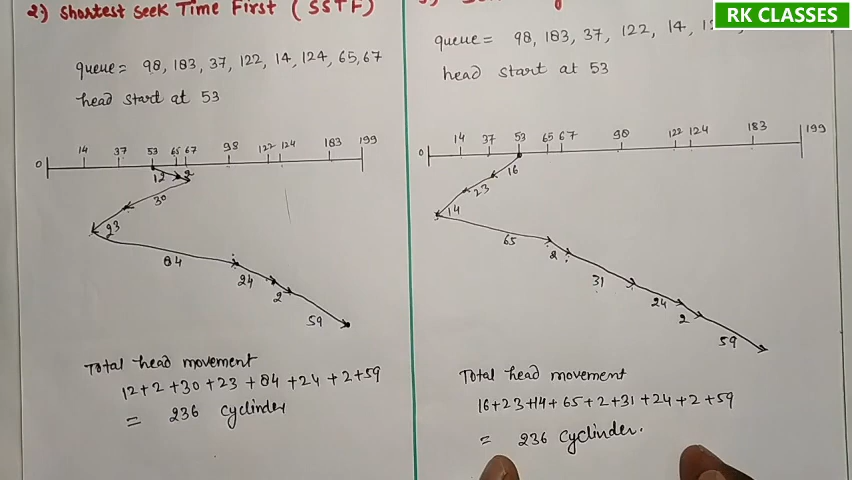 2) Shortest Seek Time First (SSTF)
queue = 98, 183, 37, 122, 14, 124, 65, 67
head start at 53
0 14 37 53 65 67 98 122 124 183 199
12 2
30
23
84
24
2
59
Total head movement
12+2+30+23+84+24+2+59
= 236 cyclinder
RK CLASSES
queue = 98, 183, 37, 122, 14,
head start at 53
0 14 37 53 65 67 98 122 124 183 199
16
23
14
65
2
31
24
2
59
Total head movement
16+23+14+65+2+31+24+2+59
= 236 cyclinder.